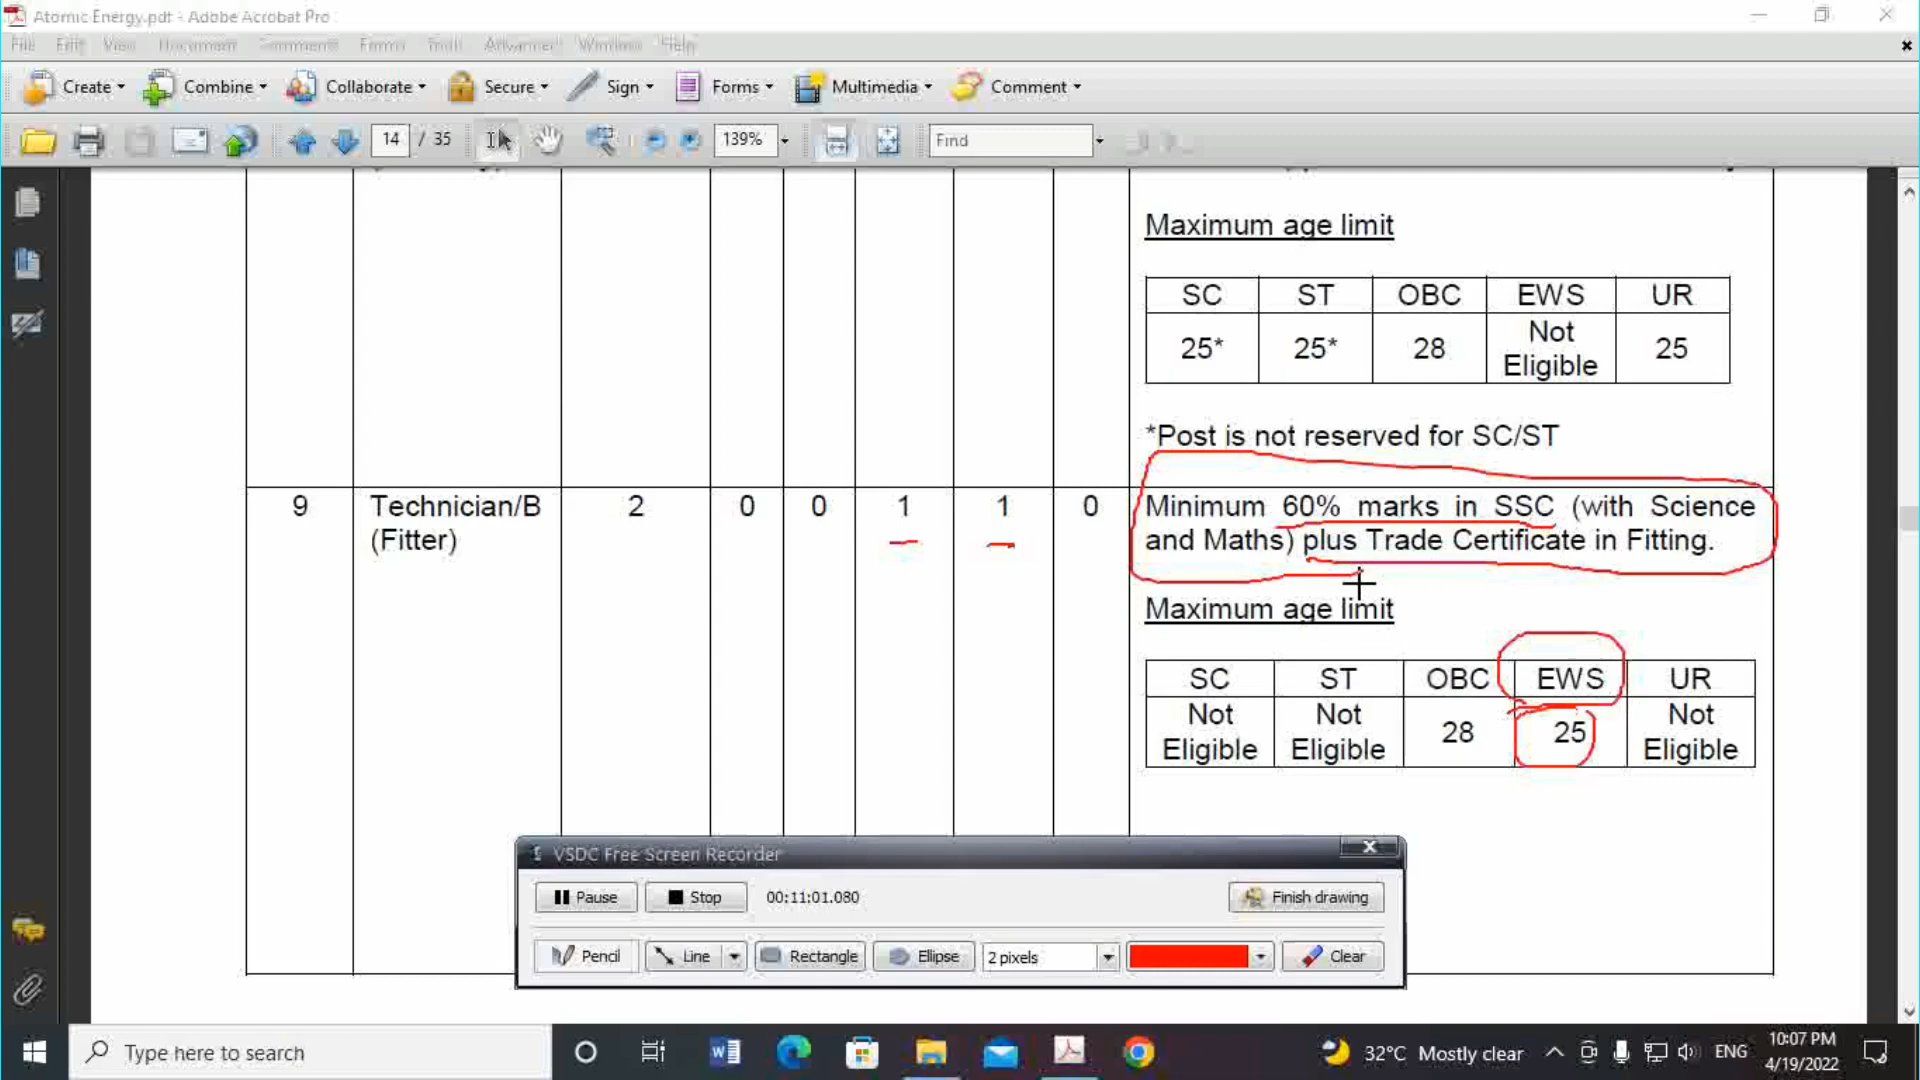 Atomic Energy.pdf - Adobe Acrobat Pro
File Edit View Document Comments Forms Tools Advanced Window Help
Create Combine Collaborate Secure Sign Forms Multimedia Comment
14 / 35 139% Find
Maximum age limit
SC ST OBC EWS UR
25* 25* 28 Not Eligible 25
*Post is not reserved for SC/ST
9 Technician/B 2 0 0 1 1 0 Minimum 60% marks in SSC (with Science
(Fitter) and Maths) plus Trade Certificate in Fitting.
Maximum age limit
SC ST OBC EWS UR
Not Eligible Not Eligible 28 25 Not Eligible
VSDC Free Screen Recorder
Pause Stop 00:11:01.080 Finish drawing
Pencil Line Rectangle Ellipse 2 pixels Clear
Type here to search 32°C Mostly clear ENG 10:07 PM
4/19/2022